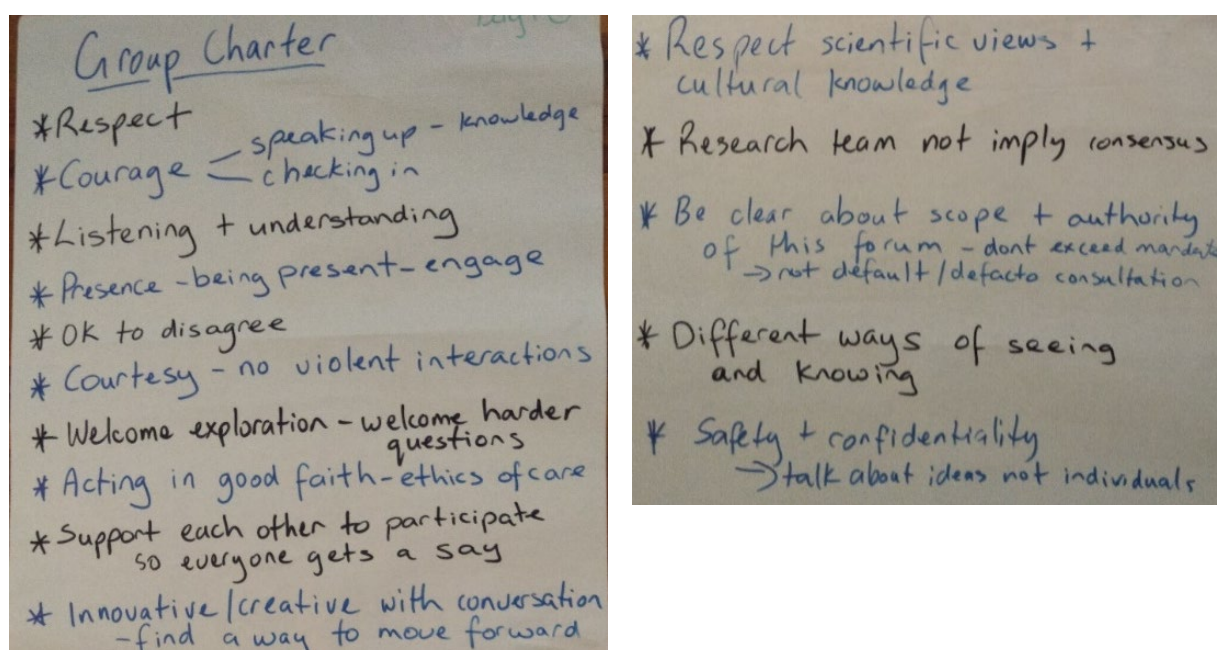 Group Charter
*Respect
*Courage < speaking up - knowledge
checking in
*Listening + understanding
*Presence - being present - engage
*OK to disagree
*Courtesy - no violent interactions
*Welcome exploration - welcome harder
questions
*Acting in good faith - ethics of care
*Support each other to participate
so everyone gets a say
*Innovative/creative with conversation
- find a way to move forward
*Respect scientific views +
cultural knowledge
*Research team not imply consensus
*Be clear about scope + authority
of this forum - dont exceed mandate
→ not default/defacto consultation
*Different ways of seeing
and knowing
*Safety + confidentiality
→ talk about ideas not individuals